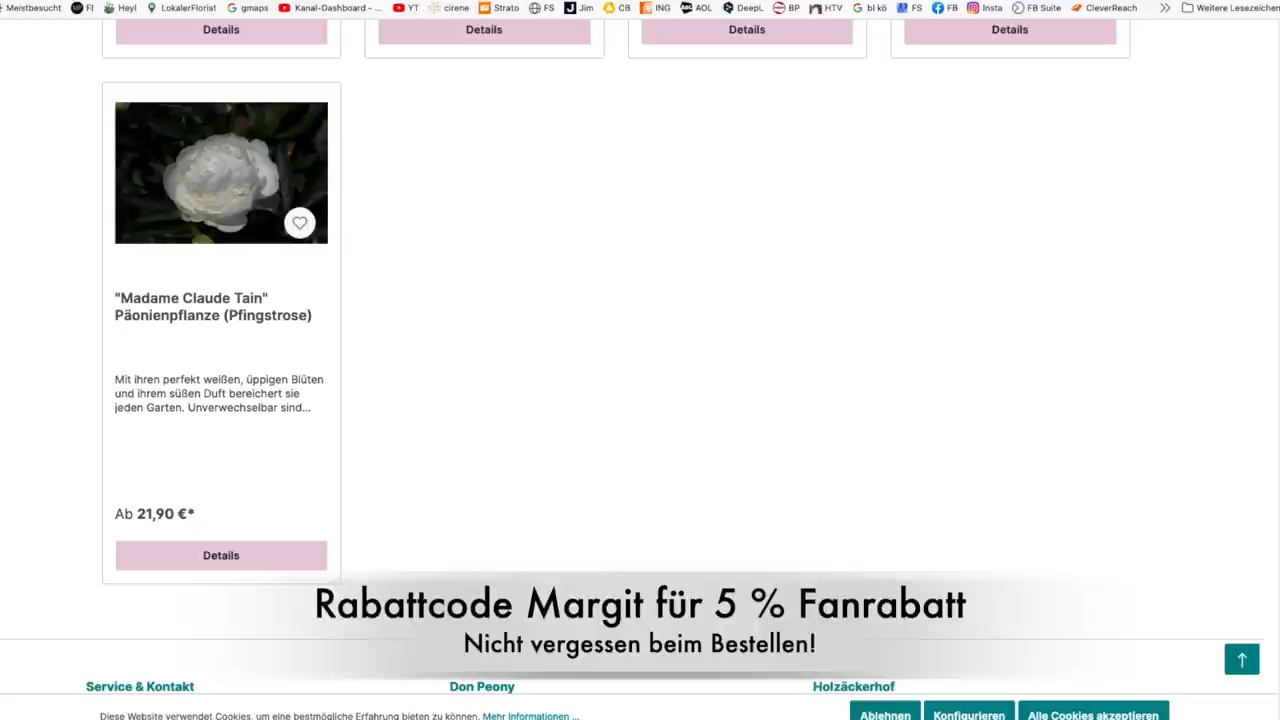 Meistbesucht FI Heyl LokalerFlorist gmaps Kanal-Dashboard - ... YT cirene Strato FS Jim CB ING AOL DeepL BP HTV bl kö FS FB Insta FB Suite CleverReach Weitere Lesezeichen
Details Details Details Details
"Madame Claude Tain"
Päonienpflanze (Pfingstrose)
Mit ihren perfekt weißen, üppigen Blüten
und ihrem süßen Duft bereichert sie
jeden Garten. Unverwechselbar sind...
Ab 21,90 €*
Details
Rabattcode Margit für 5 % Fanrabatt
Nicht vergessen beim Bestellen!
Service & Kontakt Don Peony Holzäckerhof
Diese Website verwendet Cookies, um eine bestmögliche Erfahrung bieten zu können. Mehr Informationen ... Ablehnen Konfigurieren Alle Cookies akzeptieren